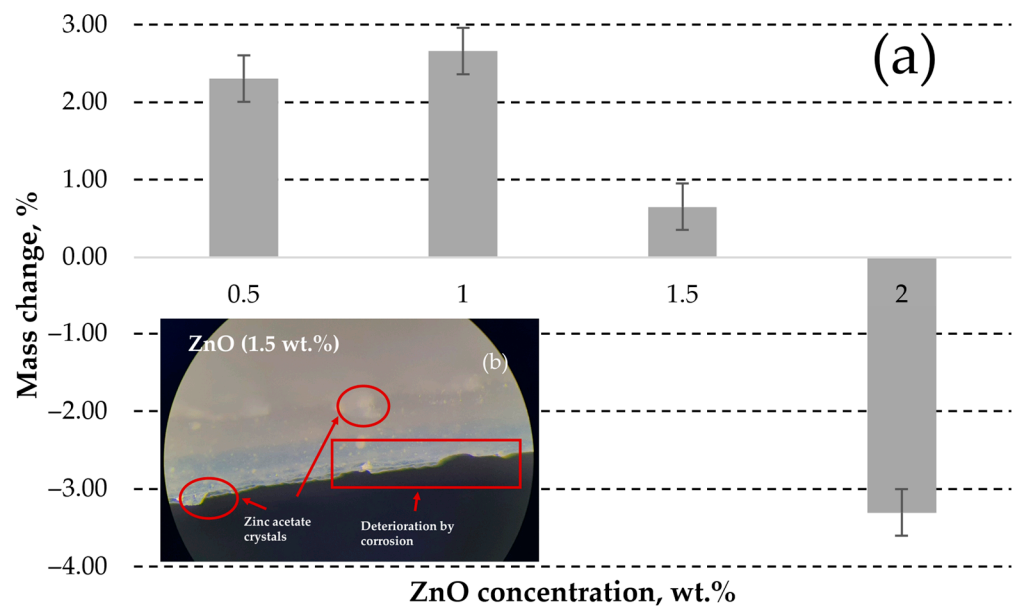 (a)
3.00
2.00
1.00
0.00
−1.00
−2.00
−3.00
−4.00
Mass change, %
0.5 1 1.5 2
ZnO (1.5 wt.%)
(b)
Zinc acetate
crystals
Deterioration by
corrosion
ZnO concentration, wt.%